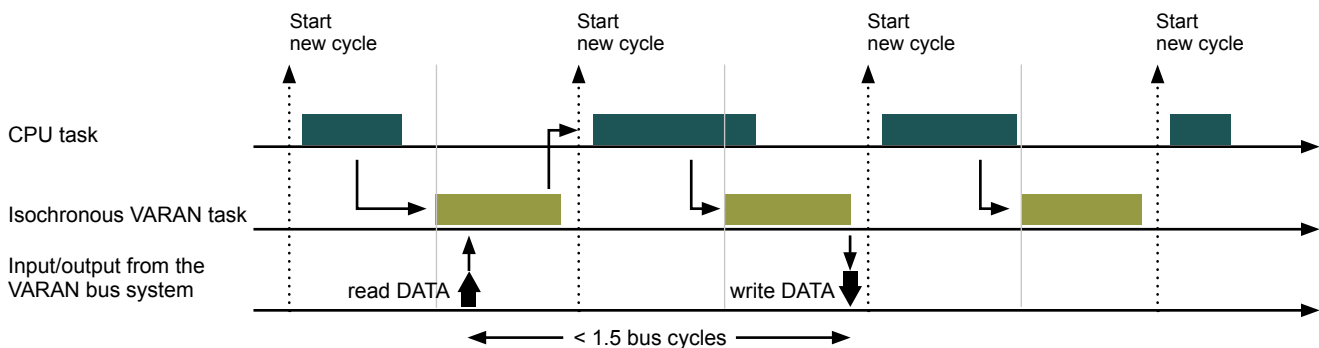 Start
new cycle
Start
new cycle
Start
new cycle
Start
new cycle
CPU task
Isochronous VARAN task
Input/output from the
VARAN bus system
read DATA
write DATA
< 1.5 bus cycles